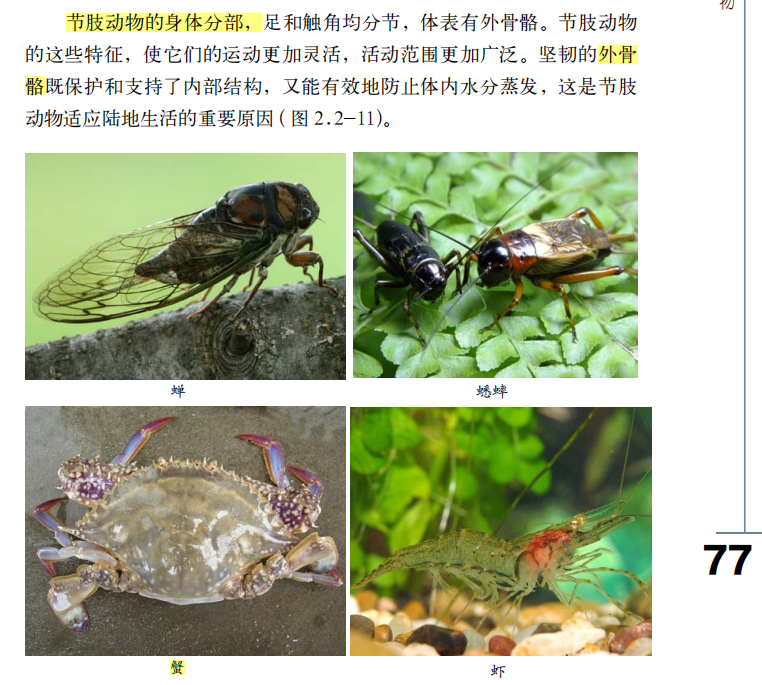 物
节肢动物的身体分部，足和触角均分节，体表有外骨骼。节肢动物
的这些特征，使它们的运动更加灵活，活动范围更加广泛。坚韧的外骨
骼既保护和支持了内部结构，又能有效地防止体内水分蒸发，这是节肢
动物适应陆地生活的重要原因（图 2.2-11)。
蝉
蟋蟀
77
蟹
虾